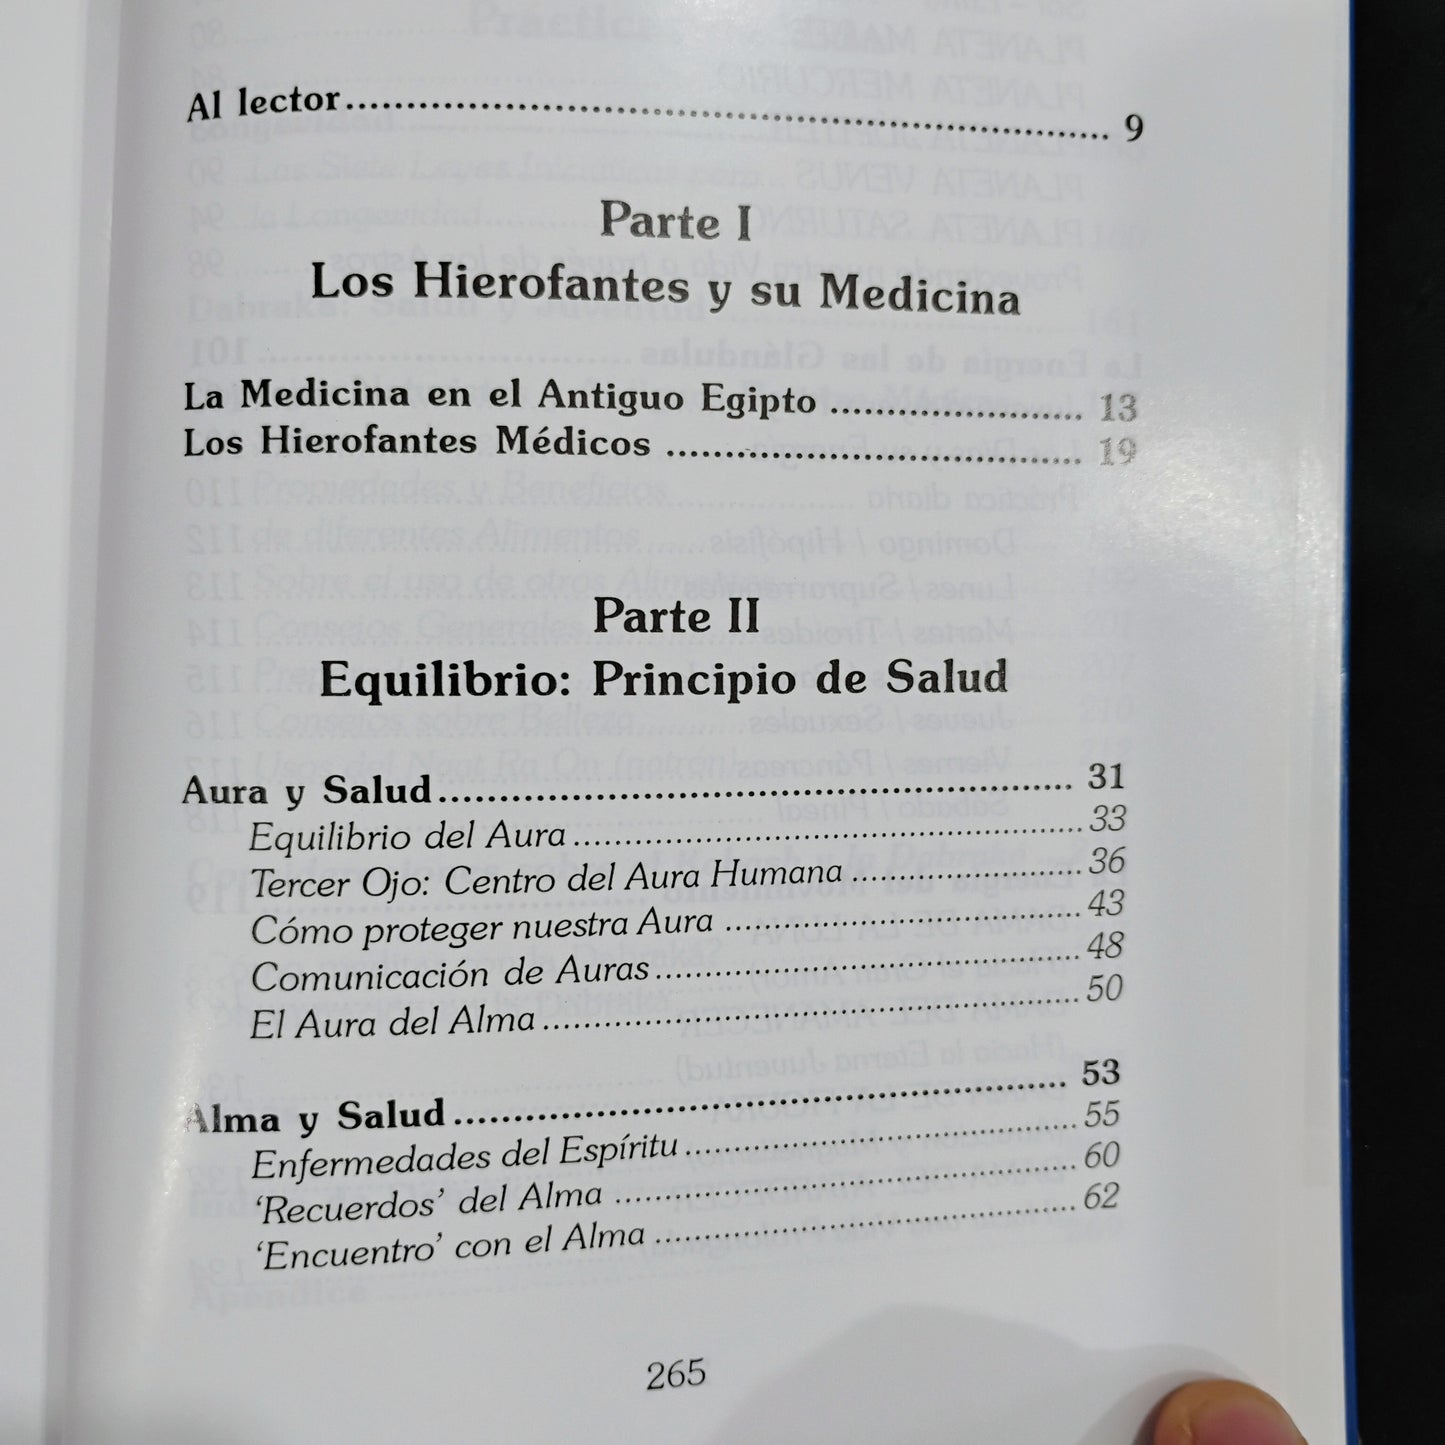 Al lector................................................................ 9
Parte I
Los Hierofantes y su Medicina
La Medicina en el Antiguo Egipto ..................... 13
Los Hierofantes Médicos ................................... 19
Parte II
Equilibrio: Principio de Salud
Aura y Salud..................................................... 31
Equilibrio del Aura........................................... 33
Tercer Ojo: Centro del Aura Humana .................... 36
Cómo proteger nuestra Aura ............................... 43
Comunicación de Auras..................................... 48
El Aura del Alma.............................................. 50
Alma y Salud................................................... 53
Enfermedades del Espíritu.................................. 55
‘Recuerdos’ del Alma ........................................ 60
‘Encuentro’ con el Alma ..................................... 62
265